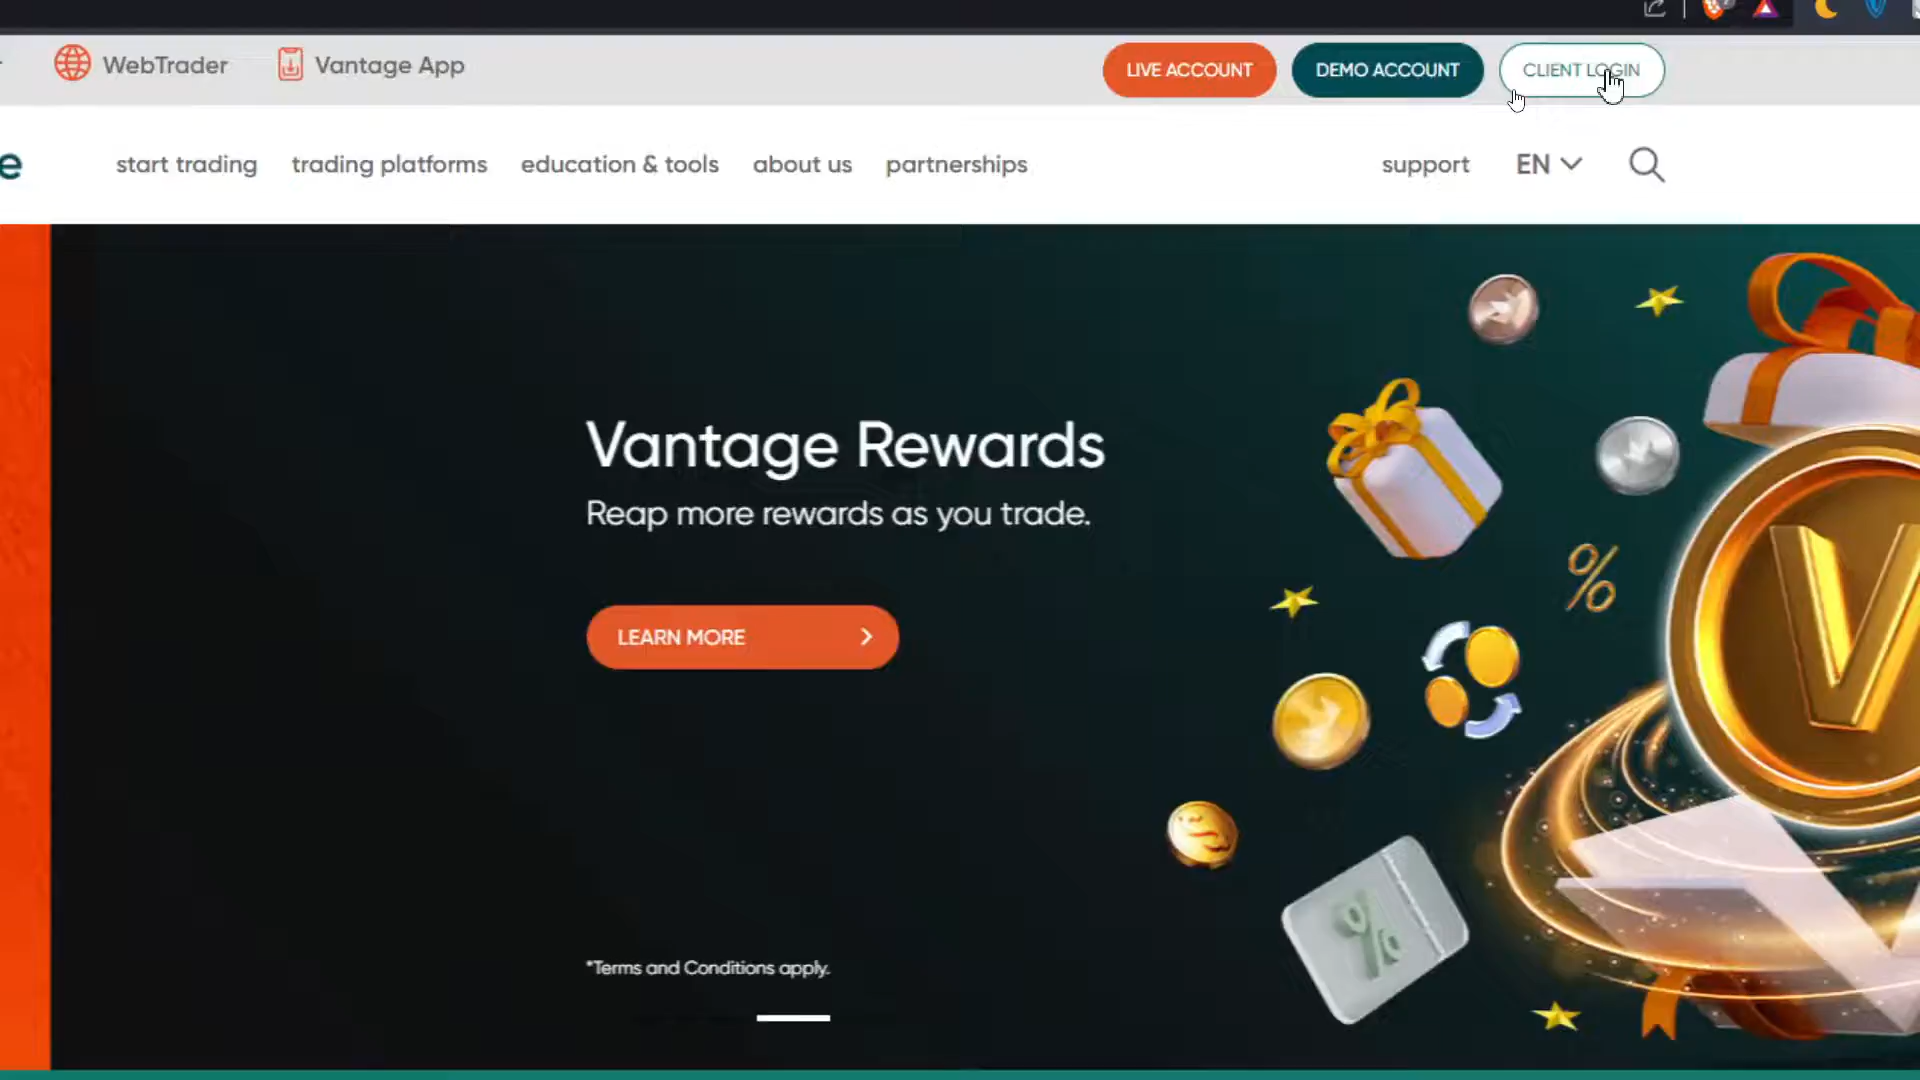 WebTrader
Vantage App
LIVE ACCOUNT
DEMO ACCOUNT
CLIENT LOGIN
e
start trading
trading platforms
education & tools
about us
partnerships
support
EN
Vantage Rewards
Reap more rewards as you trade.
LEARN MORE
*Terms and Conditions apply.
%
V
%